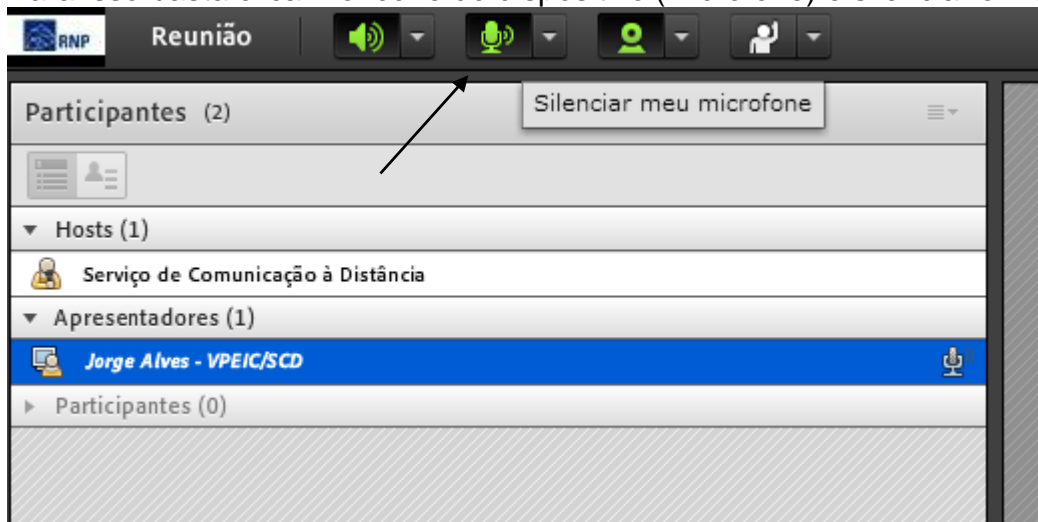 RNP
Reunião
Silenciar meu microfone
Participantes (2)
Hosts (1)
Serviço de Comunicação à Distância
Apresentadores (1)
Jorge Alves - VPEIC/SCD
Participantes (0)